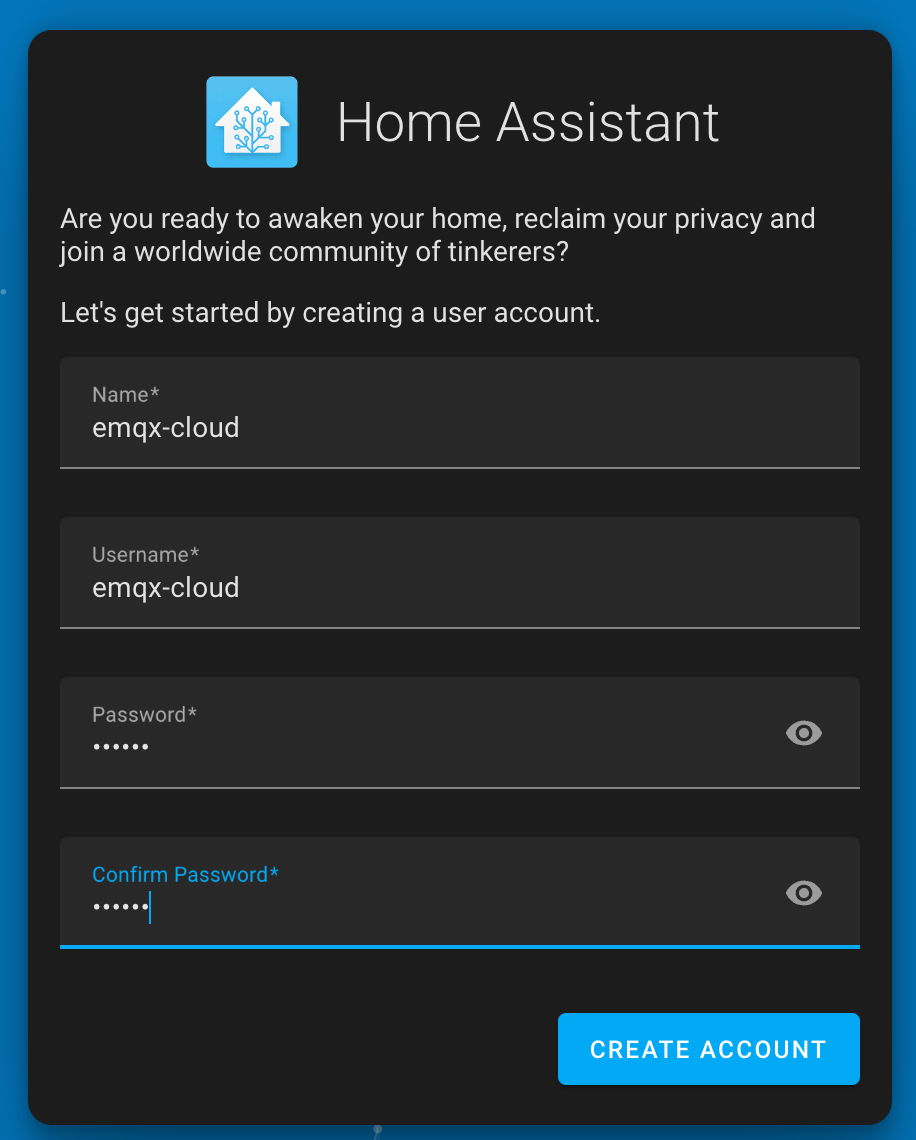 Home Assistant
Are you ready to awaken your home, reclaim your privacy and
join a worldwide community of tinkerers?
Let's get started by creating a user account.
Name*
emqx-cloud
Username*
emqx-cloud
Password*
••••••
Confirm Password*
••••••
CREATE ACCOUNT